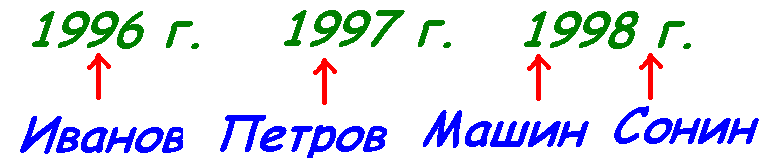 1996 г. 1997 г. 1998 г.
Иванов Петров Машин Сонин